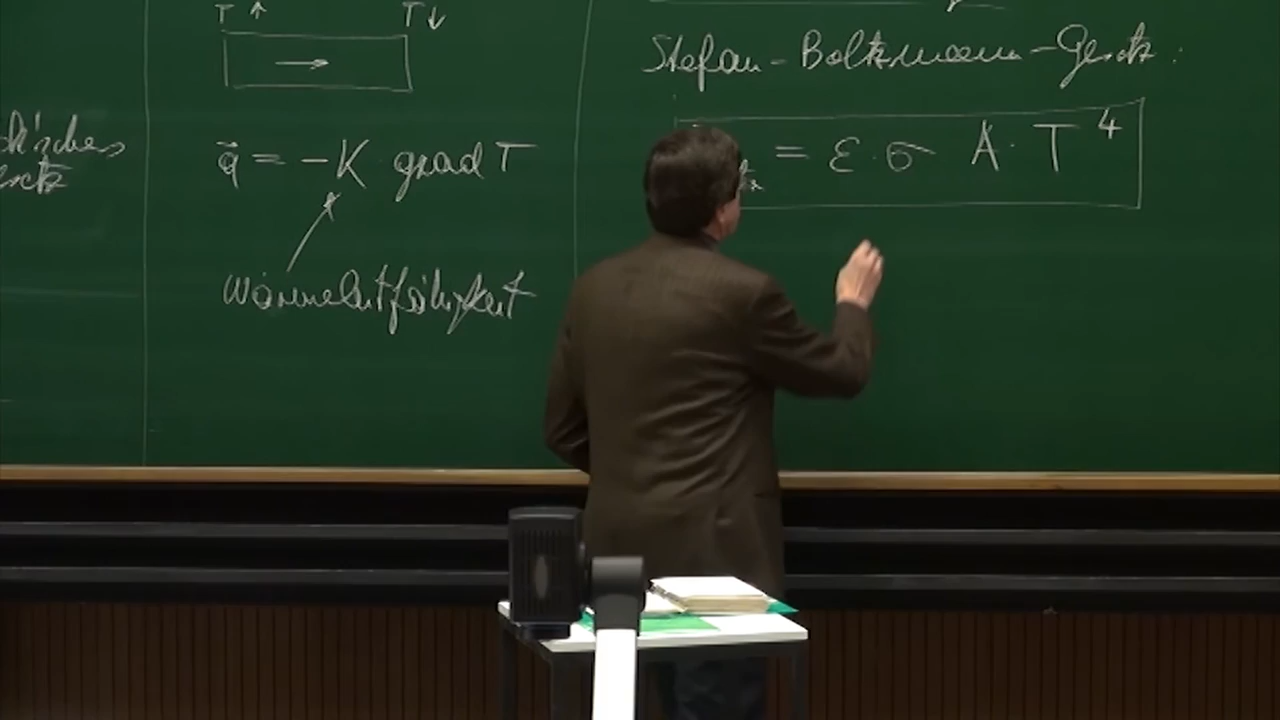 T ↑ T ↓
q⃗ = -K grad T
Wärmeleitfähigkeit
Stefan-Boltzmann-Gesetz:
= ε·σ A·T⁴